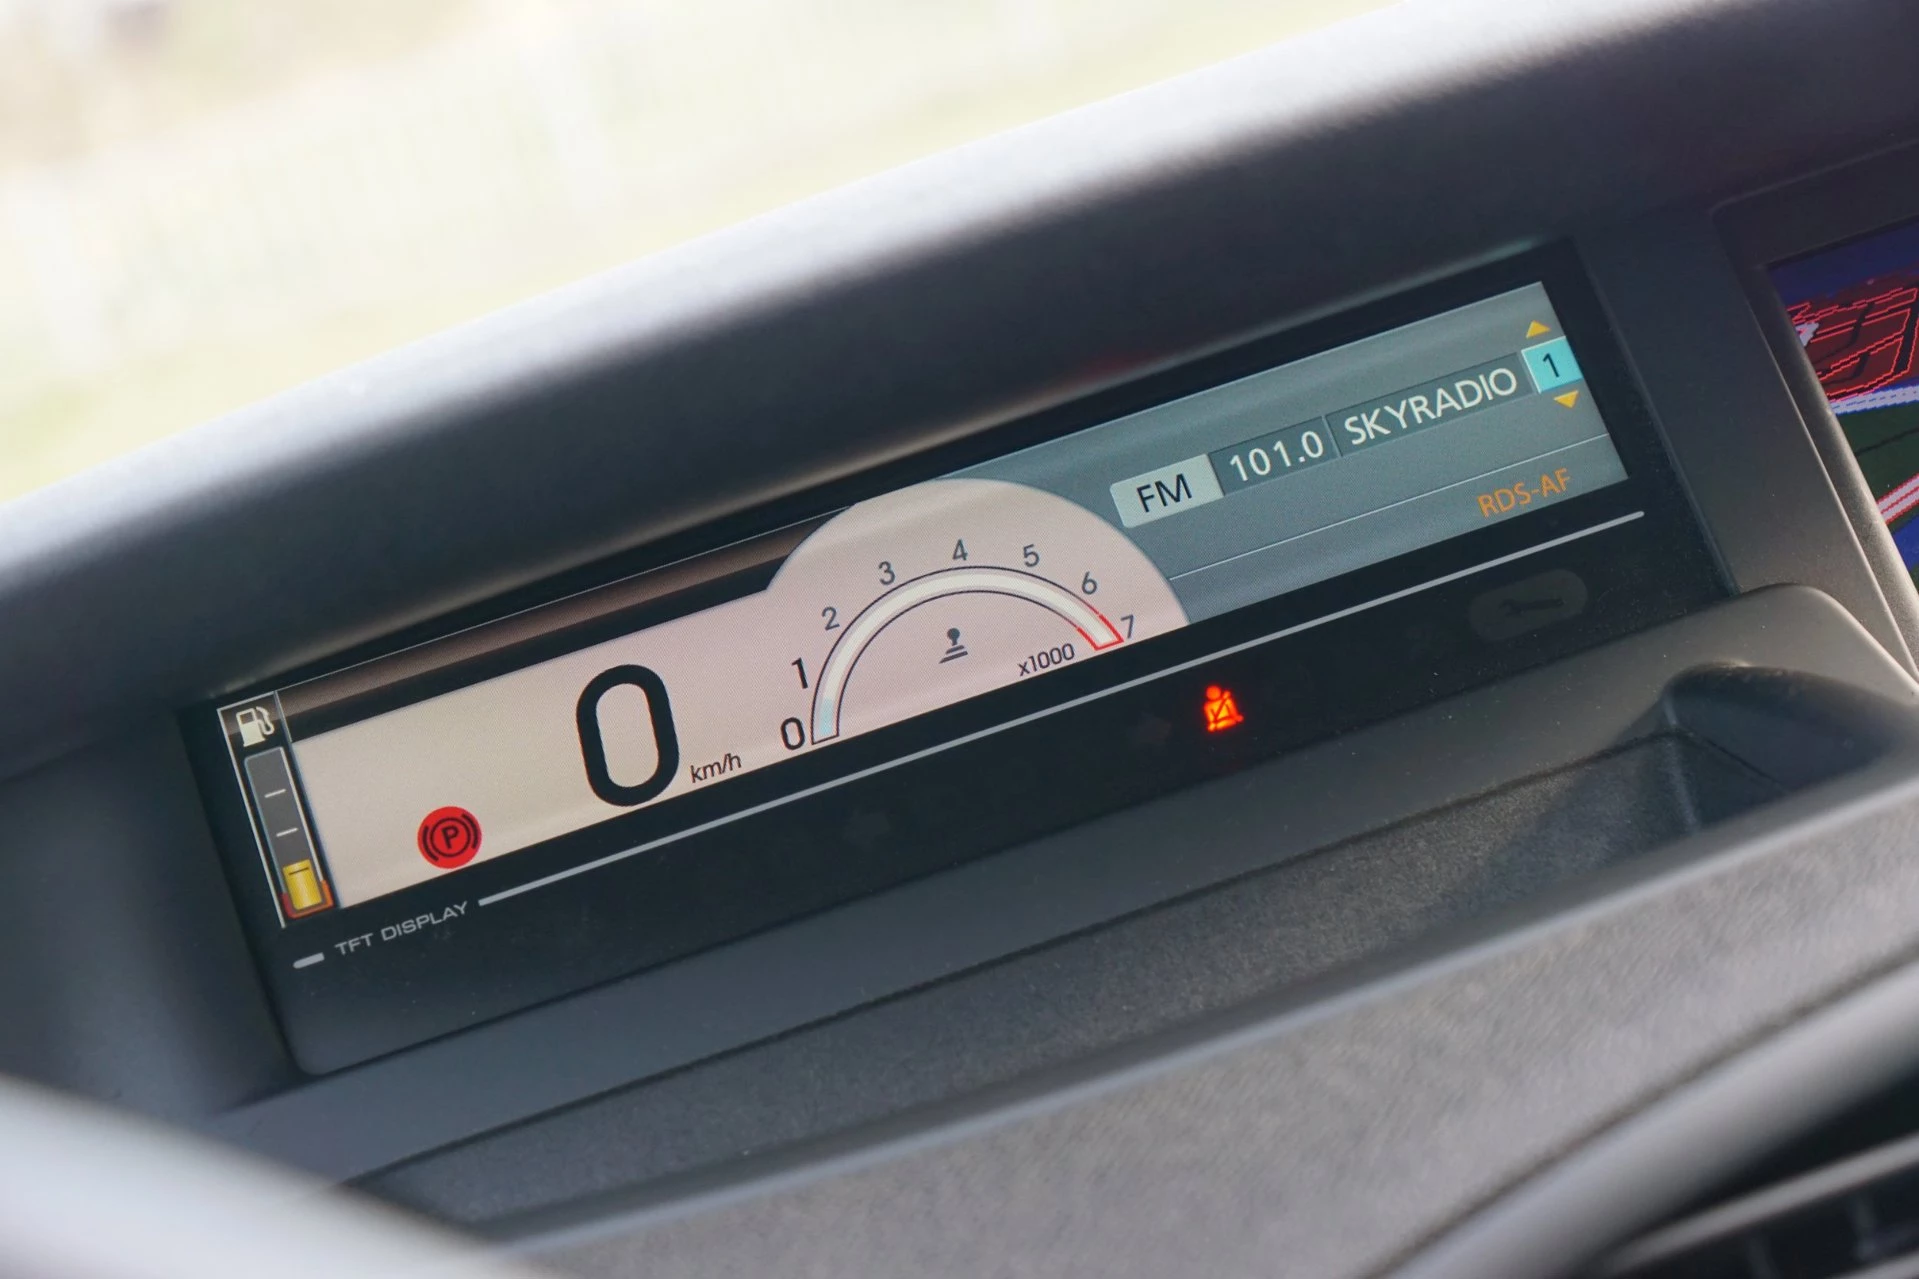 1
FM 101.0 SKYRADIO
RDS-AF
0 1 2 3 4 5 6 7
x1000
0 km/h
P
TFT DISPLAY